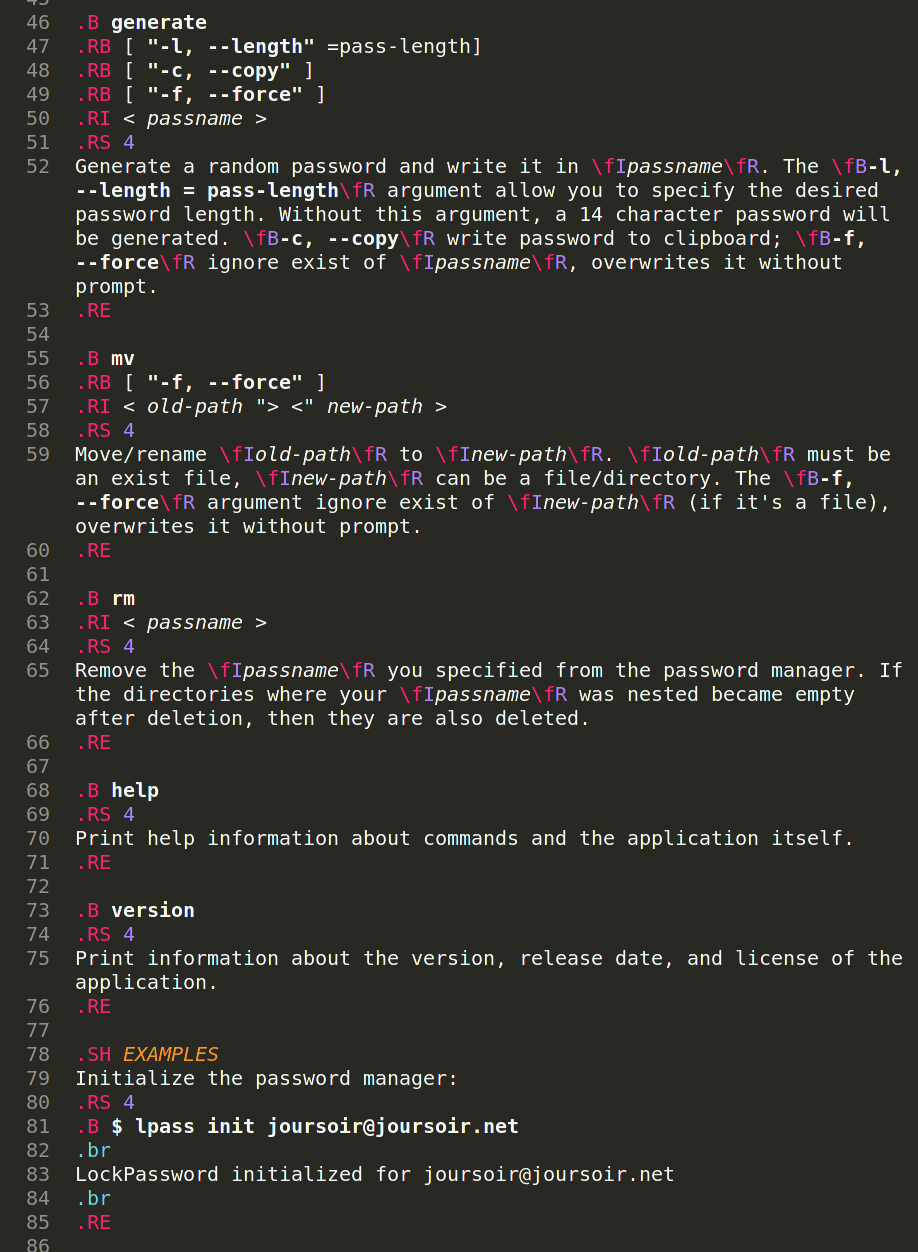 45
46 .B generate
47 .RB [ "-l, --length" =pass-length]
48 .RB [ "-c, --copy" ]
49 .RB [ "-f, --force" ]
50 .RI < passname >
51 .RS 4
52 Generate a random password and write it in \fIpassname\fR. The \fB-l,
--length = pass-length\fR argument allow you to specify the desired
password length. Without this argument, a 14 character password will
be generated. \fB-c, --copy\fR write password to clipboard; \fB-f,
--force\fR ignore exist of \fIpassname\fR, overwrites it without
prompt.
53 .RE
54
55 .B mv
56 .RB [ "-f, --force" ]
57 .RI < old-path "> <" new-path >
58 .RS 4
59 Move/rename \fIold-path\fR to \fInew-path\fR. \fIold-path\fR must be
an exist file, \fInew-path\fR can be a file/directory. The \fB-f,
--force\fR argument ignore exist of \fInew-path\fR (if it's a file),
overwrites it without prompt.
60 .RE
61
62 .B rm
63 .RI < passname >
64 .RS 4
65 Remove the \fIpassname\fR you specified from the password manager. If
the directories where your \fIpassname\fR was nested became empty
after deletion, then they are also deleted.
66 .RE
67
68 .B help
69 .RS 4
70 Print help information about commands and the application itself.
71 .RE
72
73 .B version
74 .RS 4
75 Print information about the version, release date, and license of the
application.
76 .RE
77
78 .SH EXAMPLES
79 Initialize the password manager:
80 .RS 4
81 .B $ lpass init joursoir@joursoir.net
82 .br
83 LockPassword initialized for joursoir@joursoir.net
84 .br
85 .RE
86